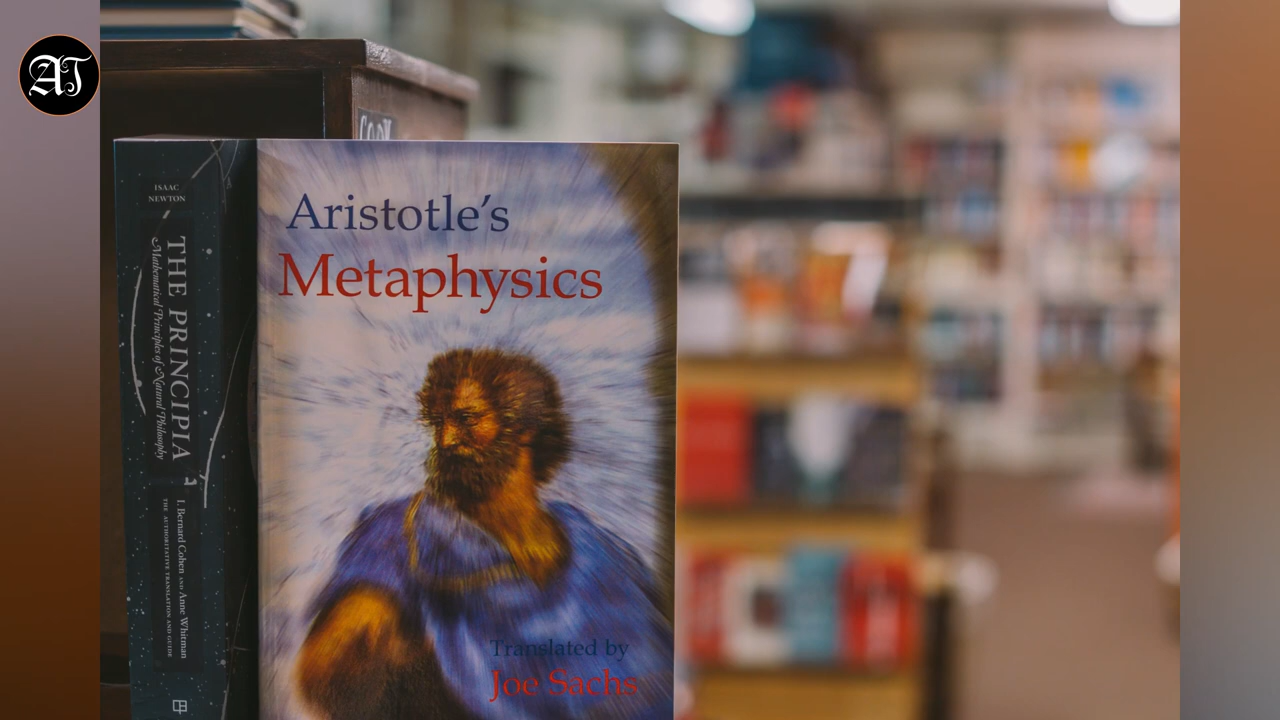 AT
COPY
ISAAC
NEWTON
THE PRINCIPIA
Mathematical Principles of Natural Philosophy
I. Bernard Cohen AND Anne Whitman
THE AUTHORITATIVE TRANSLATION AND GUIDE
Aristotle's
Metaphysics
Translated by
Joe Sachs